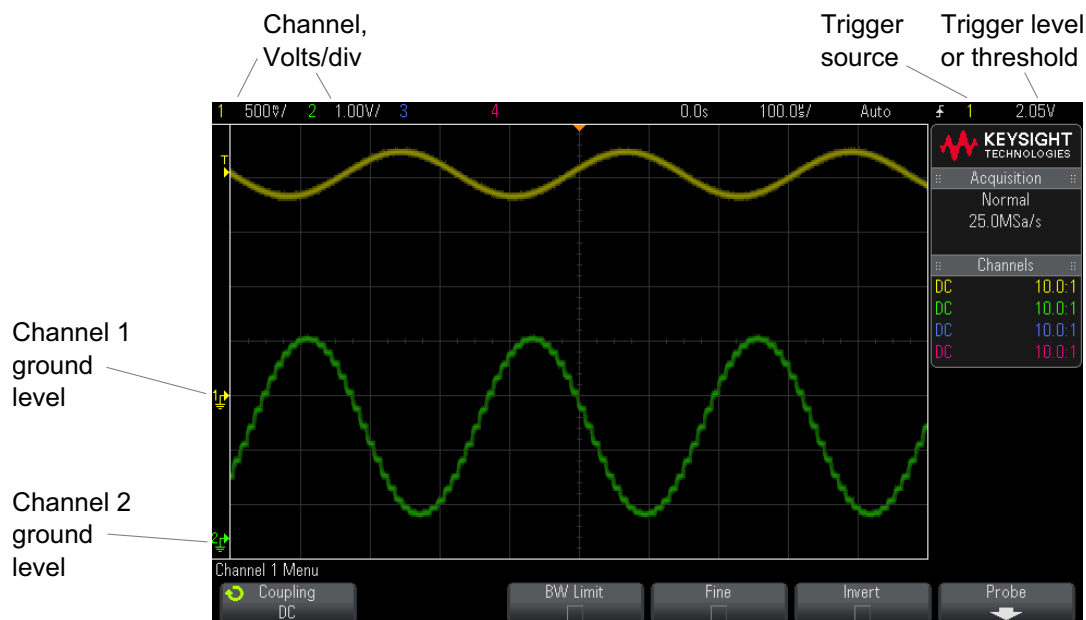 Channel,
Volts/div
Trigger
source
Trigger level
or threshold
1 500mV/ 2 1.00V/ 3 4 0.0s 100.0µs/ Auto 1 2.05V
KEYSIGHT
TECHNOLOGIES
Acquisition
Normal
25.0MSa/s
Channels
DC 10.0:1
DC 10.0:1
DC 10.0:1
DC 10.0:1
T
Channel 1
ground
level
1
Channel 2
ground
level
2
Channel 1 Menu
Coupling
DC
BW Limit
Fine
Invert
Probe